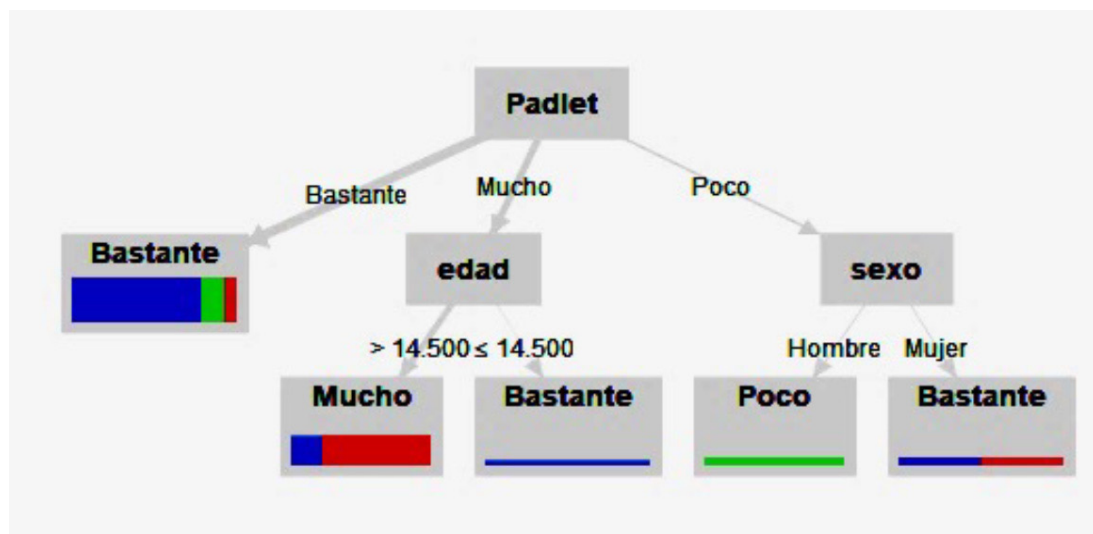 Padlet
Bastante
Mucho
Poco
Bastante
edad
sexo
> 14.500
≤ 14.500
Hombre
Mujer
Mucho
Bastante
Poco
Bastante